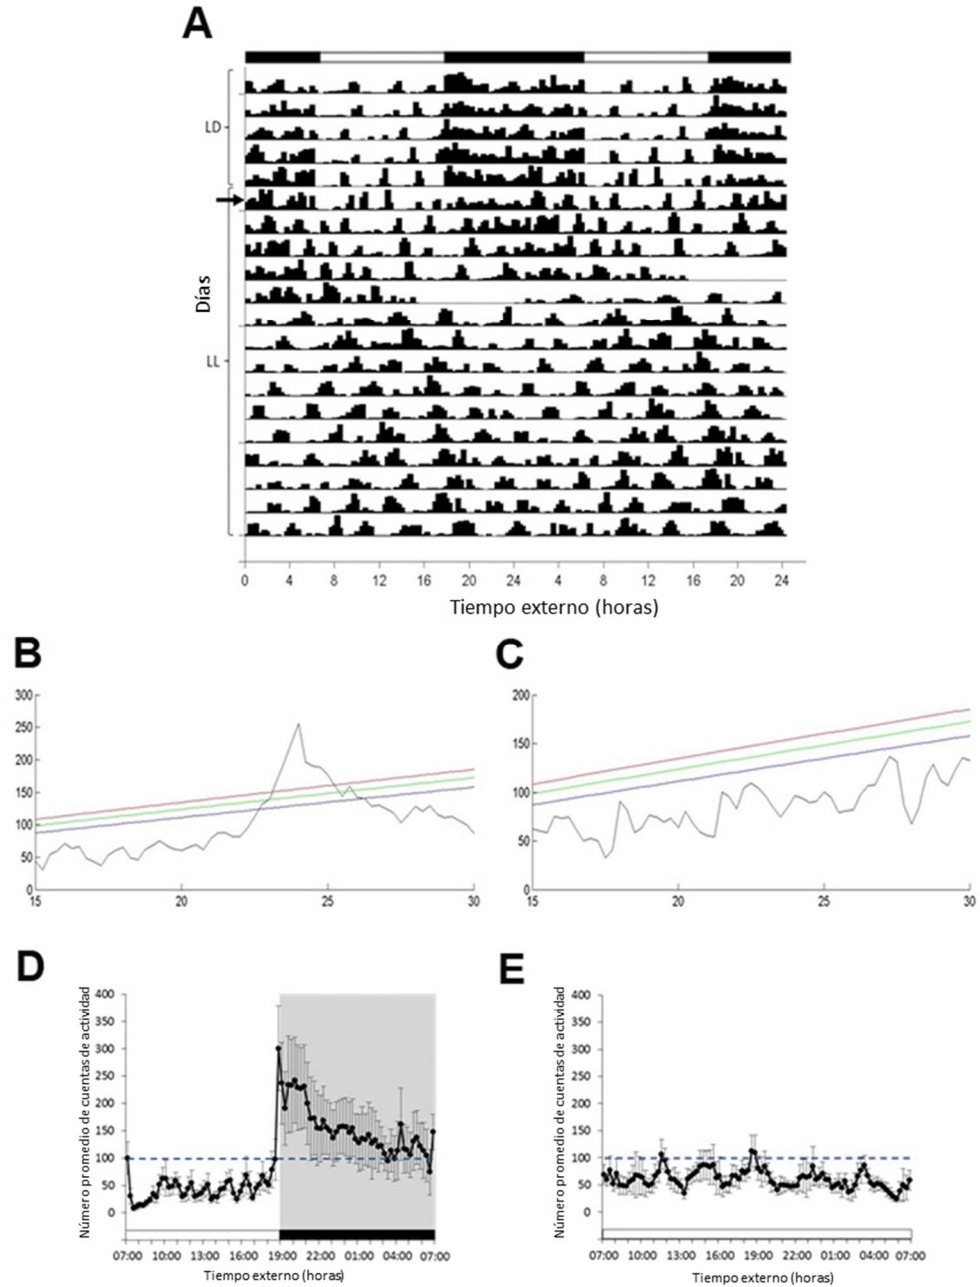 A
LD
Días
LL
0 4 8 12 16 20 24 4 8 12 16 20 24
Tiempo externo (horas)
B
300
250
200
150
100
50
0
15 20 25 30
C
200
150
100
50
0
15 20 25 30
D
Número promedio de cuentas de actividad
400
350
300
250
200
150
100
50
0
07:00 10:00 13:00 16:00 19:00 22:00 01:00 04:00 07:00
Tiempo externo (horas)
E
Número promedio de cuentas de actividad
400
350
300
250
200
150
100
50
0
07:00 10:00 13:00 16:00 19:00 22:00 01:00 04:00 07:00
Tiempo externo (horas)